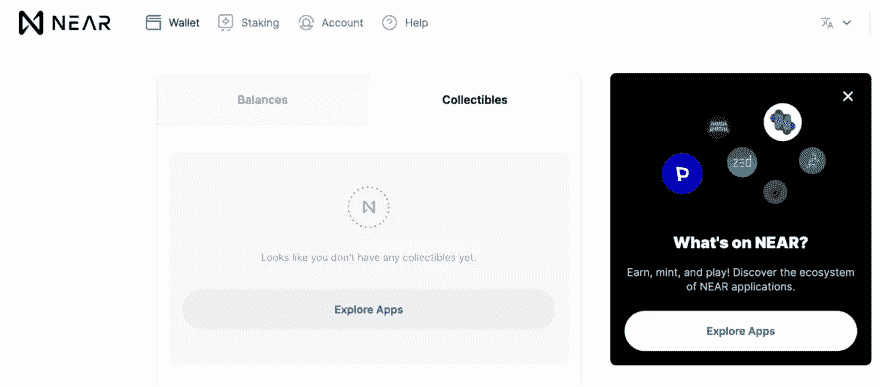 NEAR
Wallet
Staking
Account
Help
Balances
Collectibles
Looks like you don't have any collectibles yet.
Explore Apps
zed
What's on NEAR?
Earn, mint, and play! Discover the ecosystem
of NEAR applications.
Explore Apps